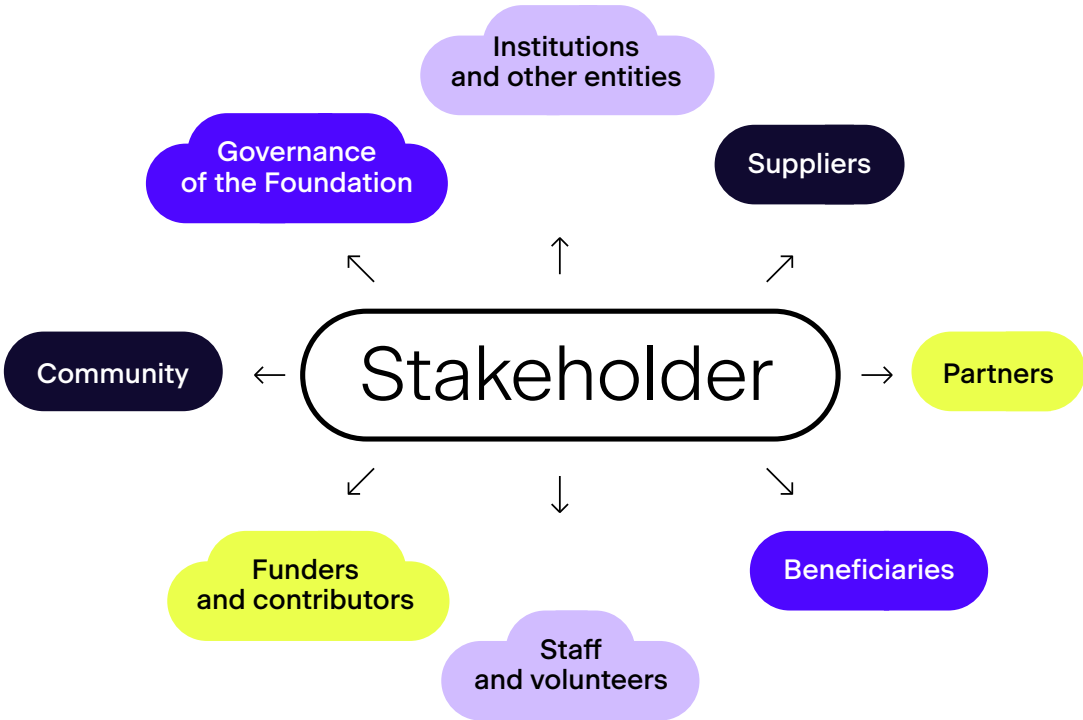 Institutions
and other entities
Governance
of the Foundation
Suppliers
Community
Stakeholder
Partners
Funders
and contributors
Beneficiaries
Staff
and volunteers